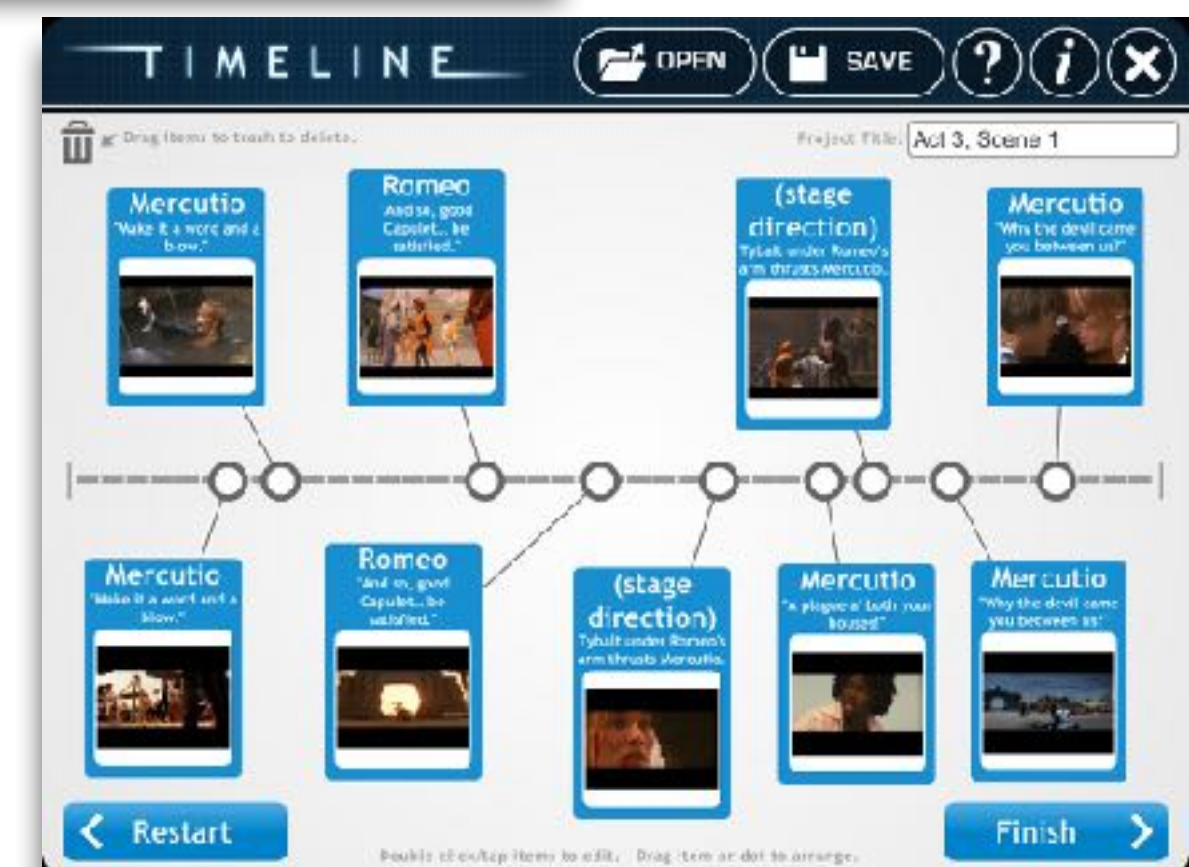 TIMELINE
OPEN
SAVE
?
i
X
Drag items to trash to delete.
Project Title:
Act 3, Scene 1
Mercutio
"Make it a word and a
blow."
Romeo
"And so, good
Capulet... be
satisfied."
(stage
direction)
Tybalt under Romeo's
arm thrusts Mercutio.
Mercutio
"Why the devil came
you between us?"
Mercutio
"Make it a word and a
blow."
Romeo
"And so, good
Capulet... be
satisfied."
(stage
direction)
Tybalt under Romeo's
arm thrusts Mercutio.
Mercutio
"a plague o' both your
houses!"
Mercutio
"Why the devil came
you between us"
Restart
Finish
Double click/tap items to edit. Drag item or dot to arrange.